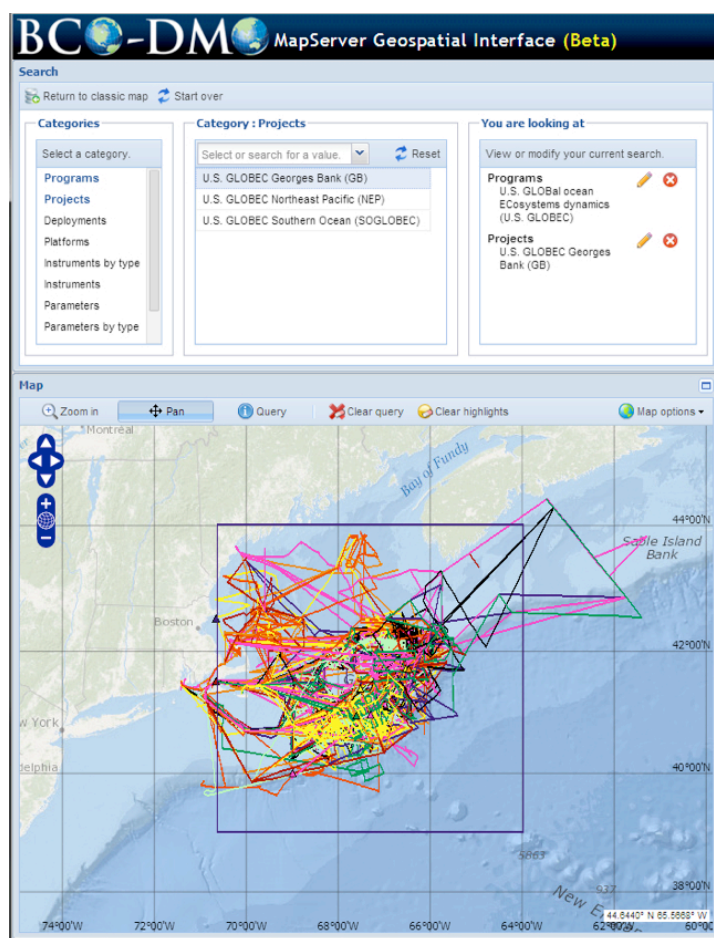 BCO-DMO MapServer Geospatial Interface (Beta)
Search
Return to classic map Start over
Categories
Select a category.
Programs
Projects
Deployments
Platforms
Instruments by type
Instruments
Parameters
Parameters by type
Category : Projects
Select or search for a value. Reset
U.S. GLOBEC Georges Bank (GB)
U.S. GLOBEC Northeast Pacific (NEP)
U.S. GLOBEC Southern Ocean (SOGLOBEC)
You are looking at
View or modify your current search.
Programs
U.S. GLOBal ocean
ECosystems dynamics
(U.S. GLOBEC)
Projects
U.S. GLOBEC Georges
Bank (GB)
Map
Zoom in Pan Query Clear query Clear highlights Map options
Montreal
Bay of Fundy
44°00'N
Sable Island
Bank
Boston
42°00'N
w York
delphia
40°00'N
5863
38°00'N
New
937
44.6440° N 65.5668° W
74°00'W 72°00'W 70°00'W 68°00'W 66°00'W 64°00'W 62°00'W 60°0